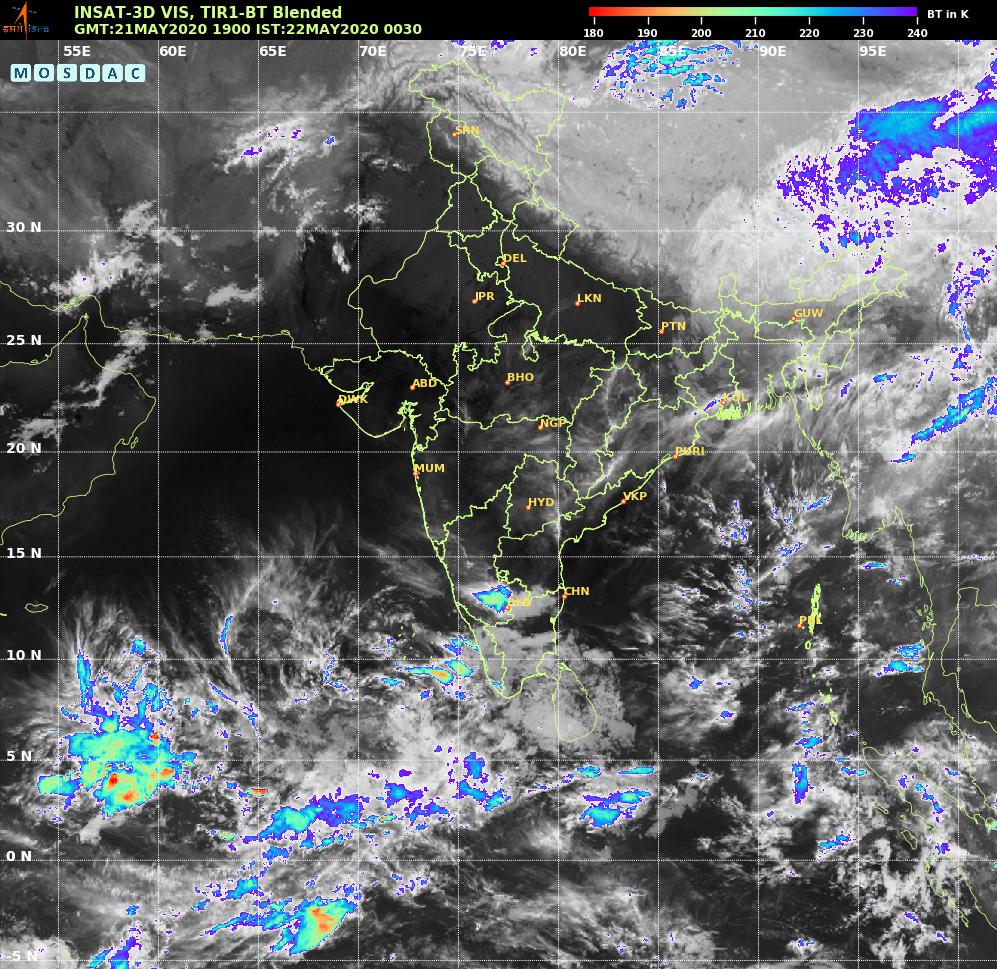 INSAT-3D VIS, TIR1-BT Blended
GMT:21MAY2020 1900 IST:22MAY2020 0030
BT in K
180 190 200 210 220 230 240
55E 60E 65E 70E 75E 80E 85E 90E 95E
MOSDAC
SRN
30 N
DEL
JPR
LKN
GUW
PTN
25 N
BHO
ABD
DWK
KOL
NGP
20 N
PURI
MUM
VKP
HYD
15 N
CHN
BLR
PBL
10 N
5 N
0 N
-5 N